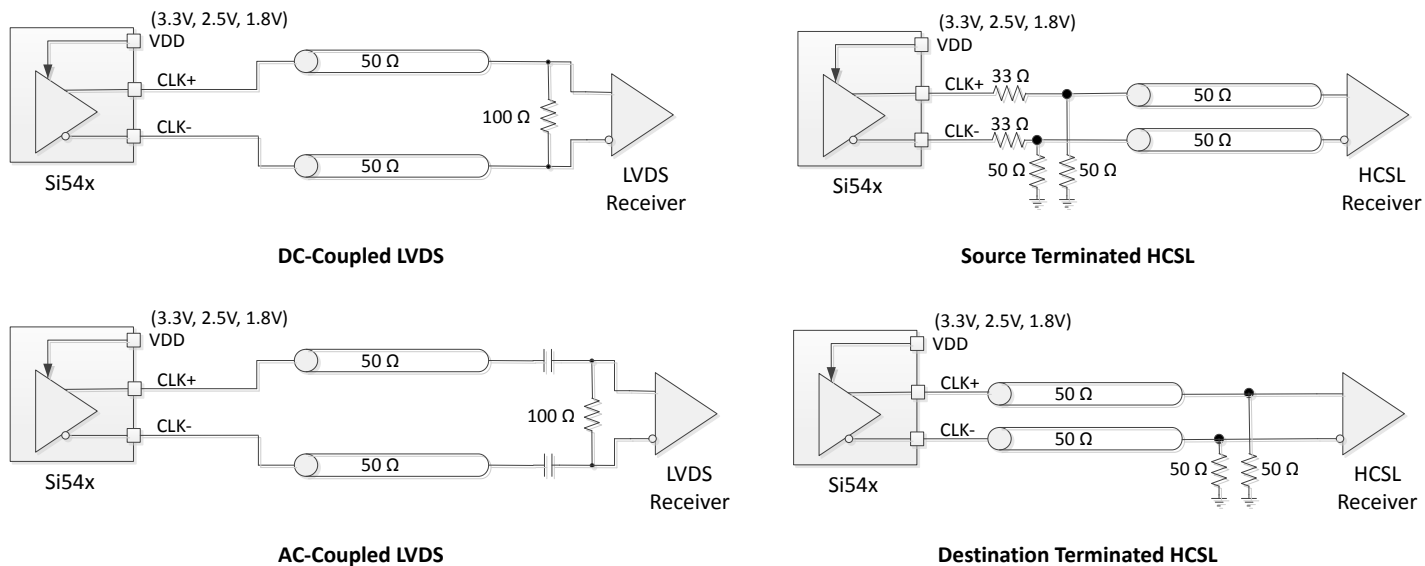 (3.3V, 2.5V, 1.8V)
VDD
CLK+
50 Ω
100 Ω
CLK-
50 Ω
Si54x
LVDS
Receiver
DC-Coupled LVDS
(3.3V, 2.5V, 1.8V)
VDD
CLK+
33 Ω
50 Ω
CLK-
33 Ω
50 Ω
50 Ω
50 Ω
Si54x
HCSL
Receiver
Source Terminated HCSL
(3.3V, 2.5V, 1.8V)
VDD
CLK+
50 Ω
100 Ω
CLK-
50 Ω
Si54x
LVDS
Receiver
AC-Coupled LVDS
(3.3V, 2.5V, 1.8V)
VDD
CLK+
50 Ω
CLK-
50 Ω
50 Ω
50 Ω
Si54x
HCSL
Receiver
Destination Terminated HCSL